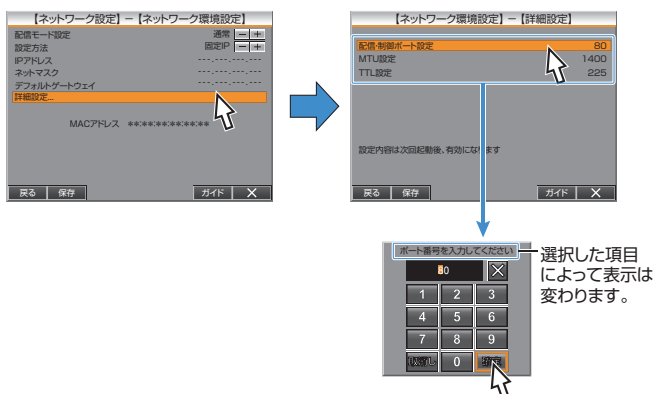 【ネットワーク設定】 － 【ネットワーク環境設定】
配信モード設定 通常 － ＋
設定方法 固定IP － ＋
IPアドレス ---.---.---.---
ネットマスク ---.---.---.---
デフォルトゲートウェイ ---.---.---.---
詳細設定...
MACアドレス **:**:**:**:**:**
戻る 保存 ガイド ×
【ネットワーク環境設定】 － 【詳細設定】
配信・制御ポート設定 80
MTU設定 1400
TTL設定 225
設定内容は次回起動後、有効になります
戻る 保存 ガイド ×
ポート番号を入力してください
80 ×
1 2 3
4 5 6
7 8 9
0
選択した項目
によって表示は
変わります。